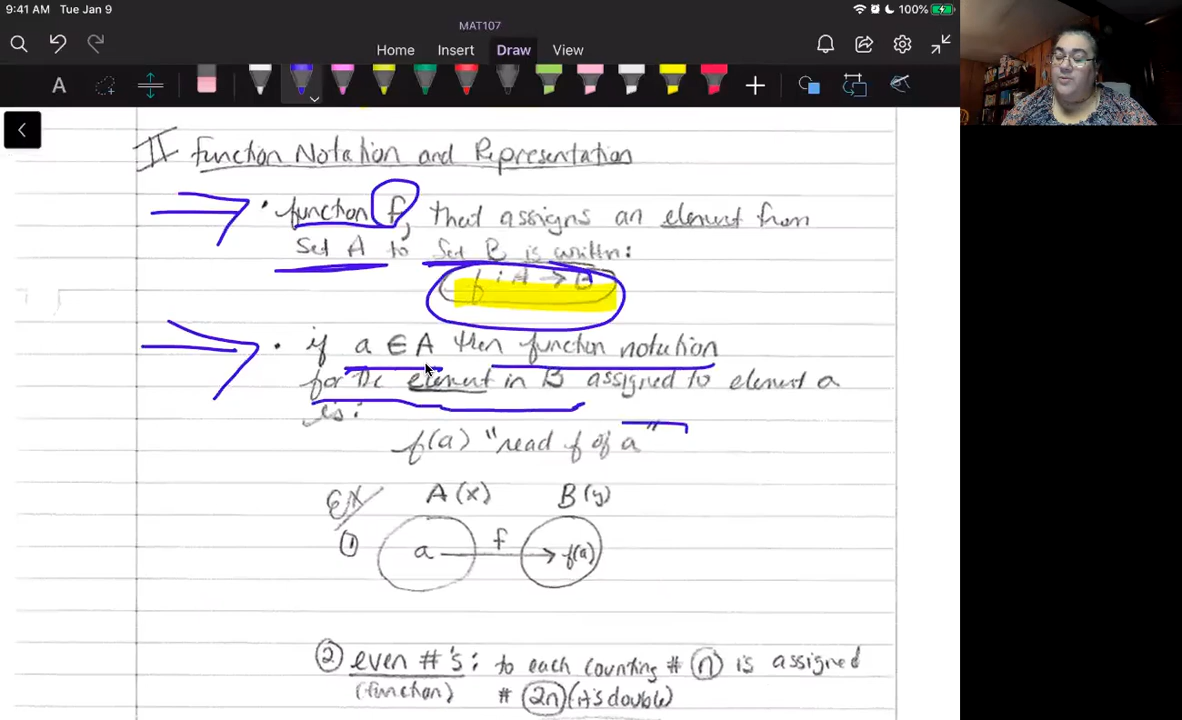 9:41 AM Tue Jan 9
100%
MAT107
Home Insert Draw View
II Function Notation and Representation
• function f, that assigns an element from
Set A to Set B is written:
f : A → B
• if a ∈ A then function notation
for the element in B assigned to element a
is:
f(a) "read f of a"
EX A(x) B(y)
① a f f(a)
② even #'s: to each counting # n is assigned
(function) # 2n (it's double)